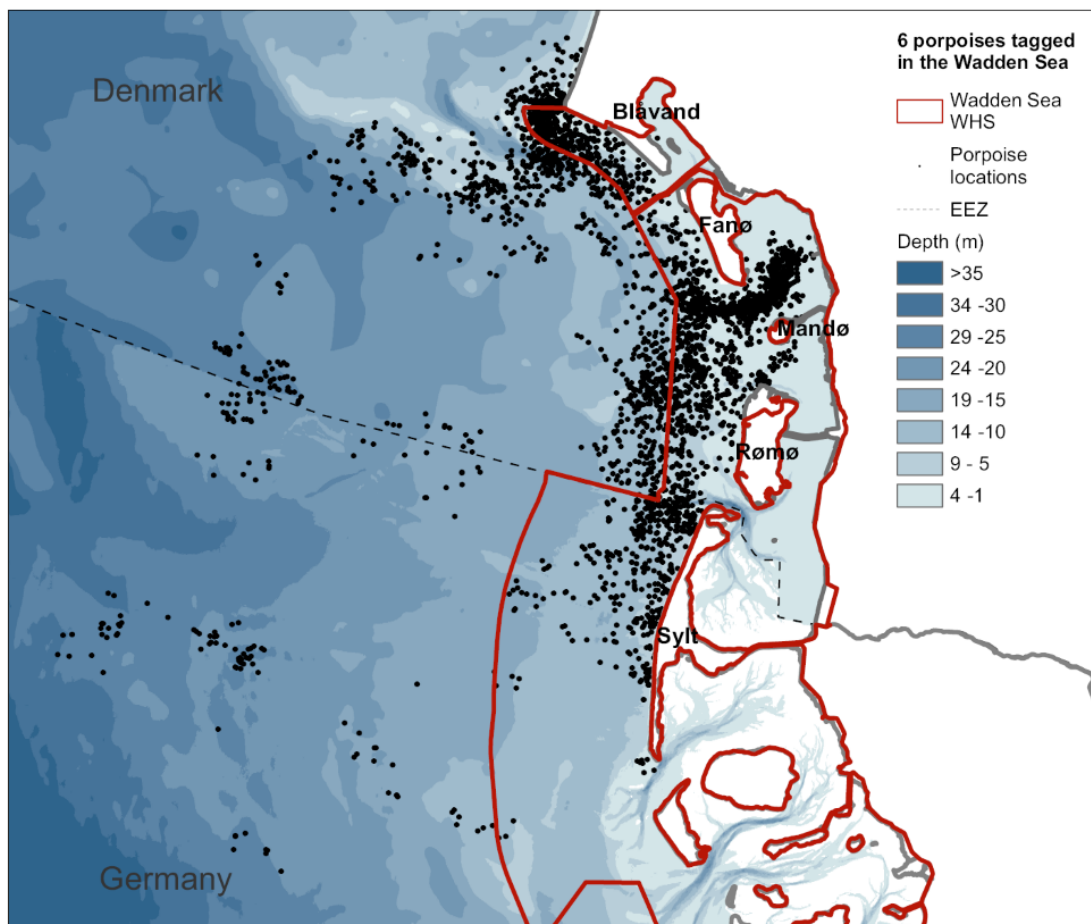 Denmark
Blåvand
Fanø
Mandø
Rømø
Sylt
Germany
6 porpoises tagged
in the Wadden Sea
Wadden Sea
WHS
Porpoise
locations
EEZ
Depth (m)
>35
34 -30
29 -25
24 -20
19 -15
14 -10
9 - 5
4 -1